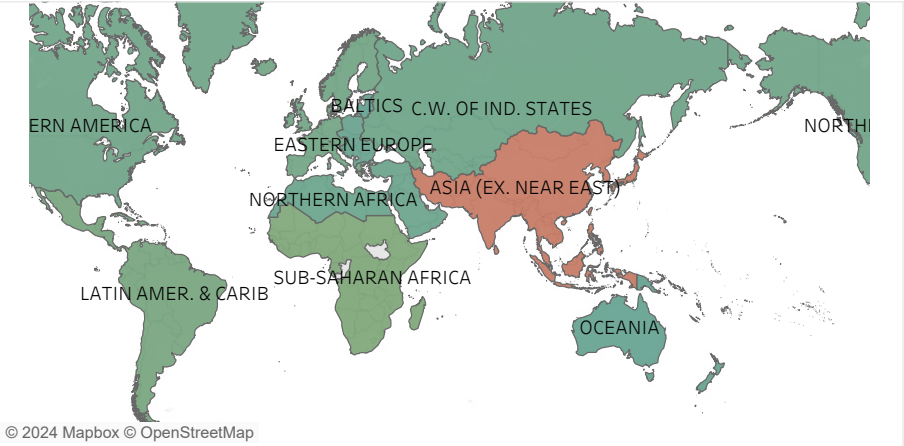 BALTICS
C.W. OF IND. STATES
ERN AMERICA
NORTHI
EASTERN EUROPE
ASIA (EX. NEAR EAST)
NORTHERN AFRICA
SUB-SAHARAN AFRICA
LATIN AMER. & CARIB
OCEANIA
© 2024 Mapbox © OpenStreetMap